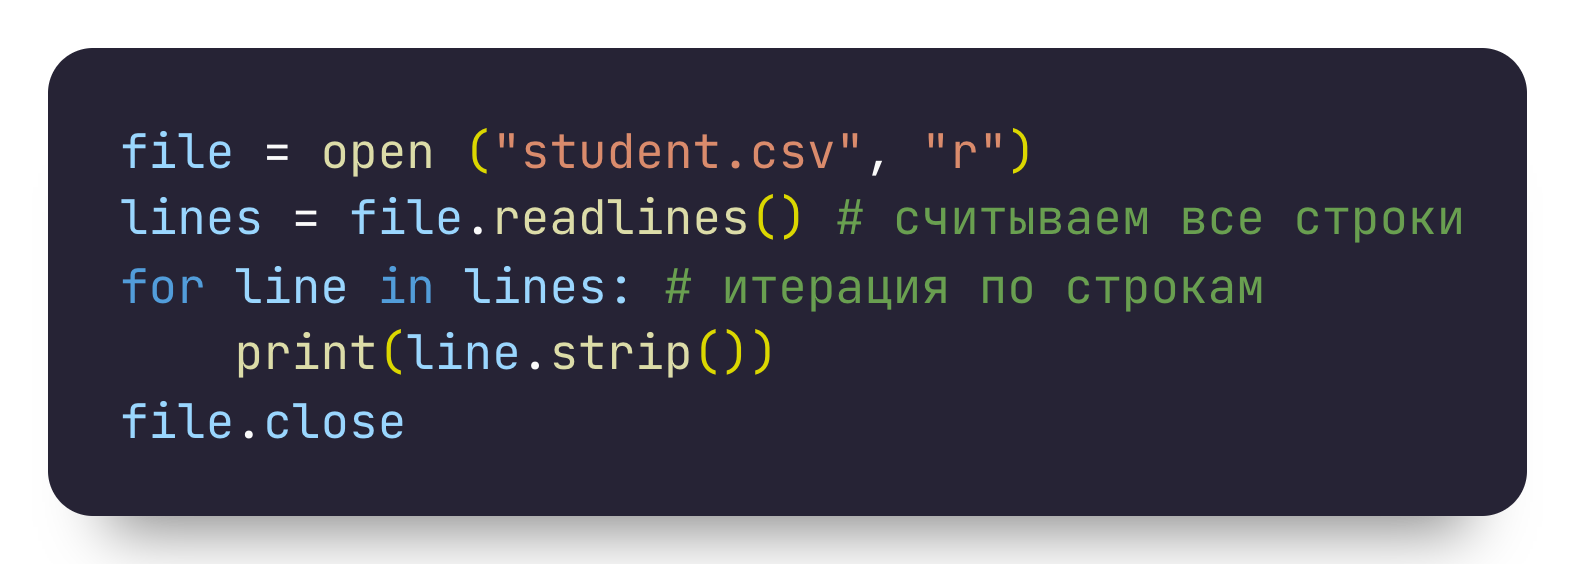 file = open ("student.csv", "r")
lines = file.readlines() # считываем все строки
for line in lines: # итерация по строкам
    print(line.strip())
file.close